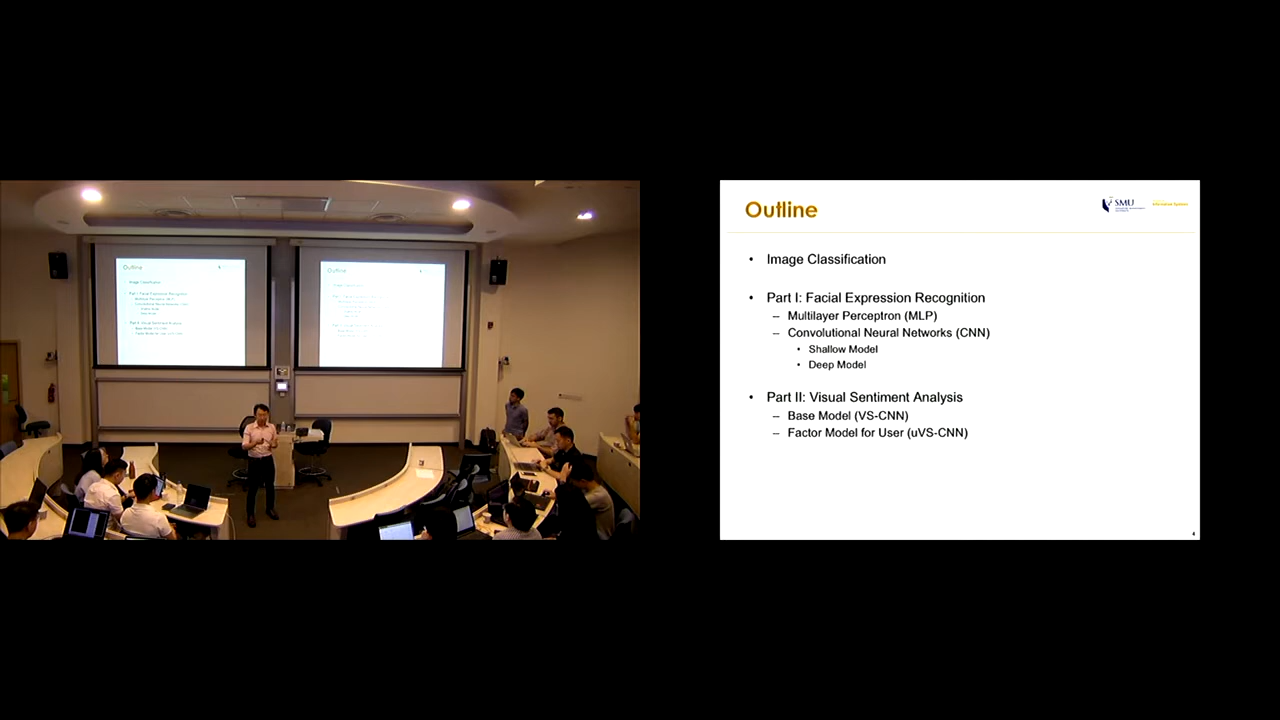 Outline
SMU
• Image Classification
• Part I: Facial Expression Recognition
– Multilayer Perceptron (MLP)
– Convolutional Neural Networks (CNN)
• Shallow Model
• Deep Model
• Part II: Visual Sentiment Analysis
– Base Model (VS-CNN)
– Factor Model for User (uVS-CNN)
4